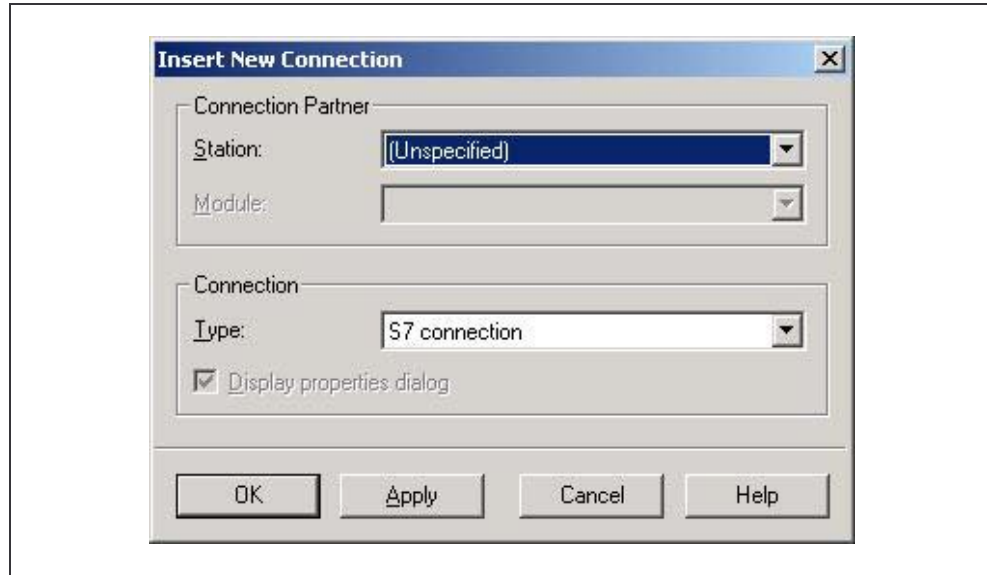 Insert New Connection
Connection Partner
Station: (Unspecified)
Module:
Connection
Type: S7 connection
Display properties dialog
OK Apply Cancel Help